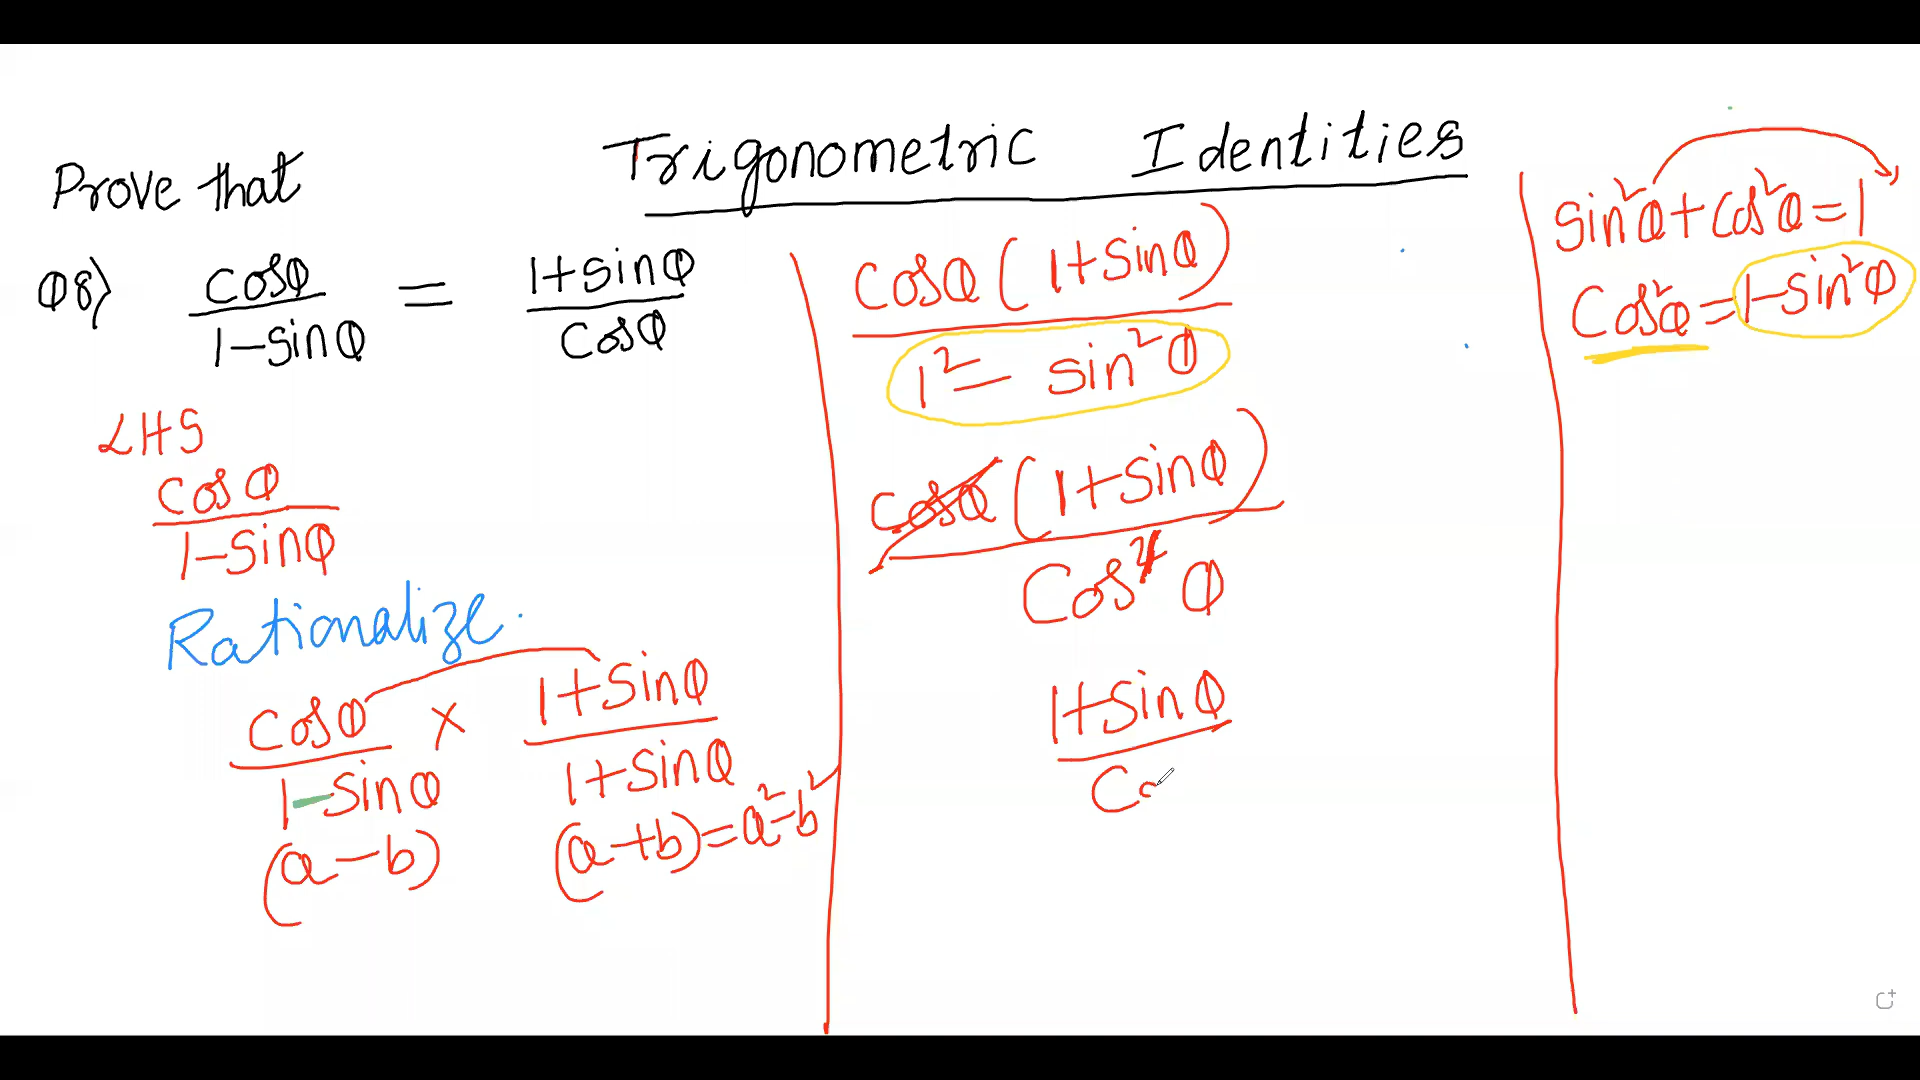 Trigonometric Identities
Prove that
Q8) cosθ/1-sinθ = 1+sinθ/cosθ
LHS
cosθ/1-sinθ
Rationalize.
cosθ/1-sinθ × 1+sinθ/1+sinθ
(a-b) (a+b)=a²-b²
cosθ(1+sinθ)/1²-sin²θ
cosθ(1+sinθ)/cos²θ
1+sinθ/Co
sin²θ+cos²θ=1
Cos²θ=1-sin²θ